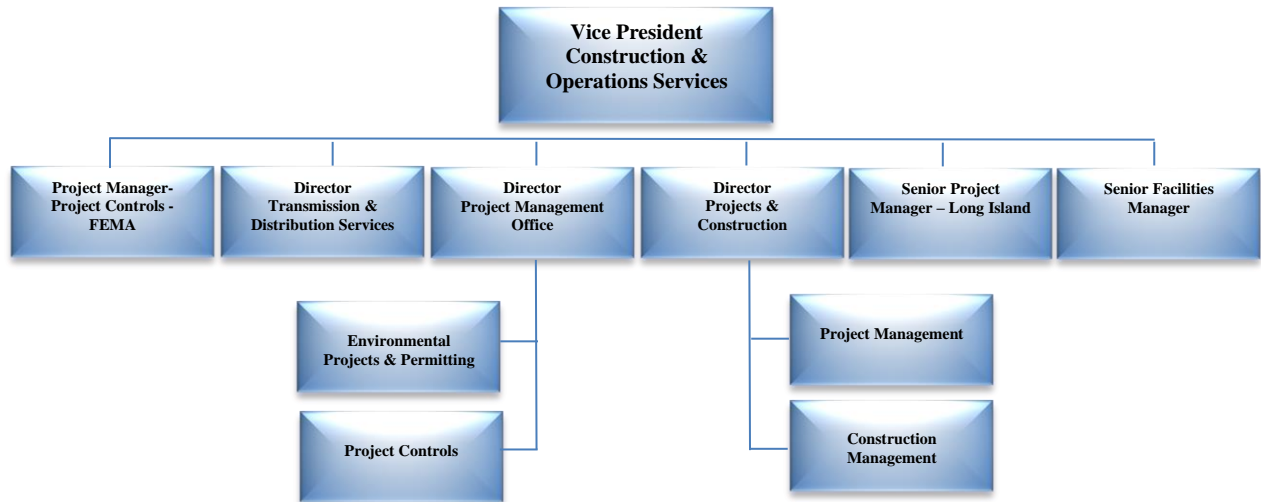 Vice President
Construction &
Operations Services
Project Manager-
Project Controls -
FEMA
Director
Transmission &
Distribution Services
Director
Project Management
Office
Director
Projects &
Construction
Senior Project
Manager – Long Island
Senior Facilities
Manager
Environmental
Projects & Permitting
Project Management
Project Controls
Construction
Management